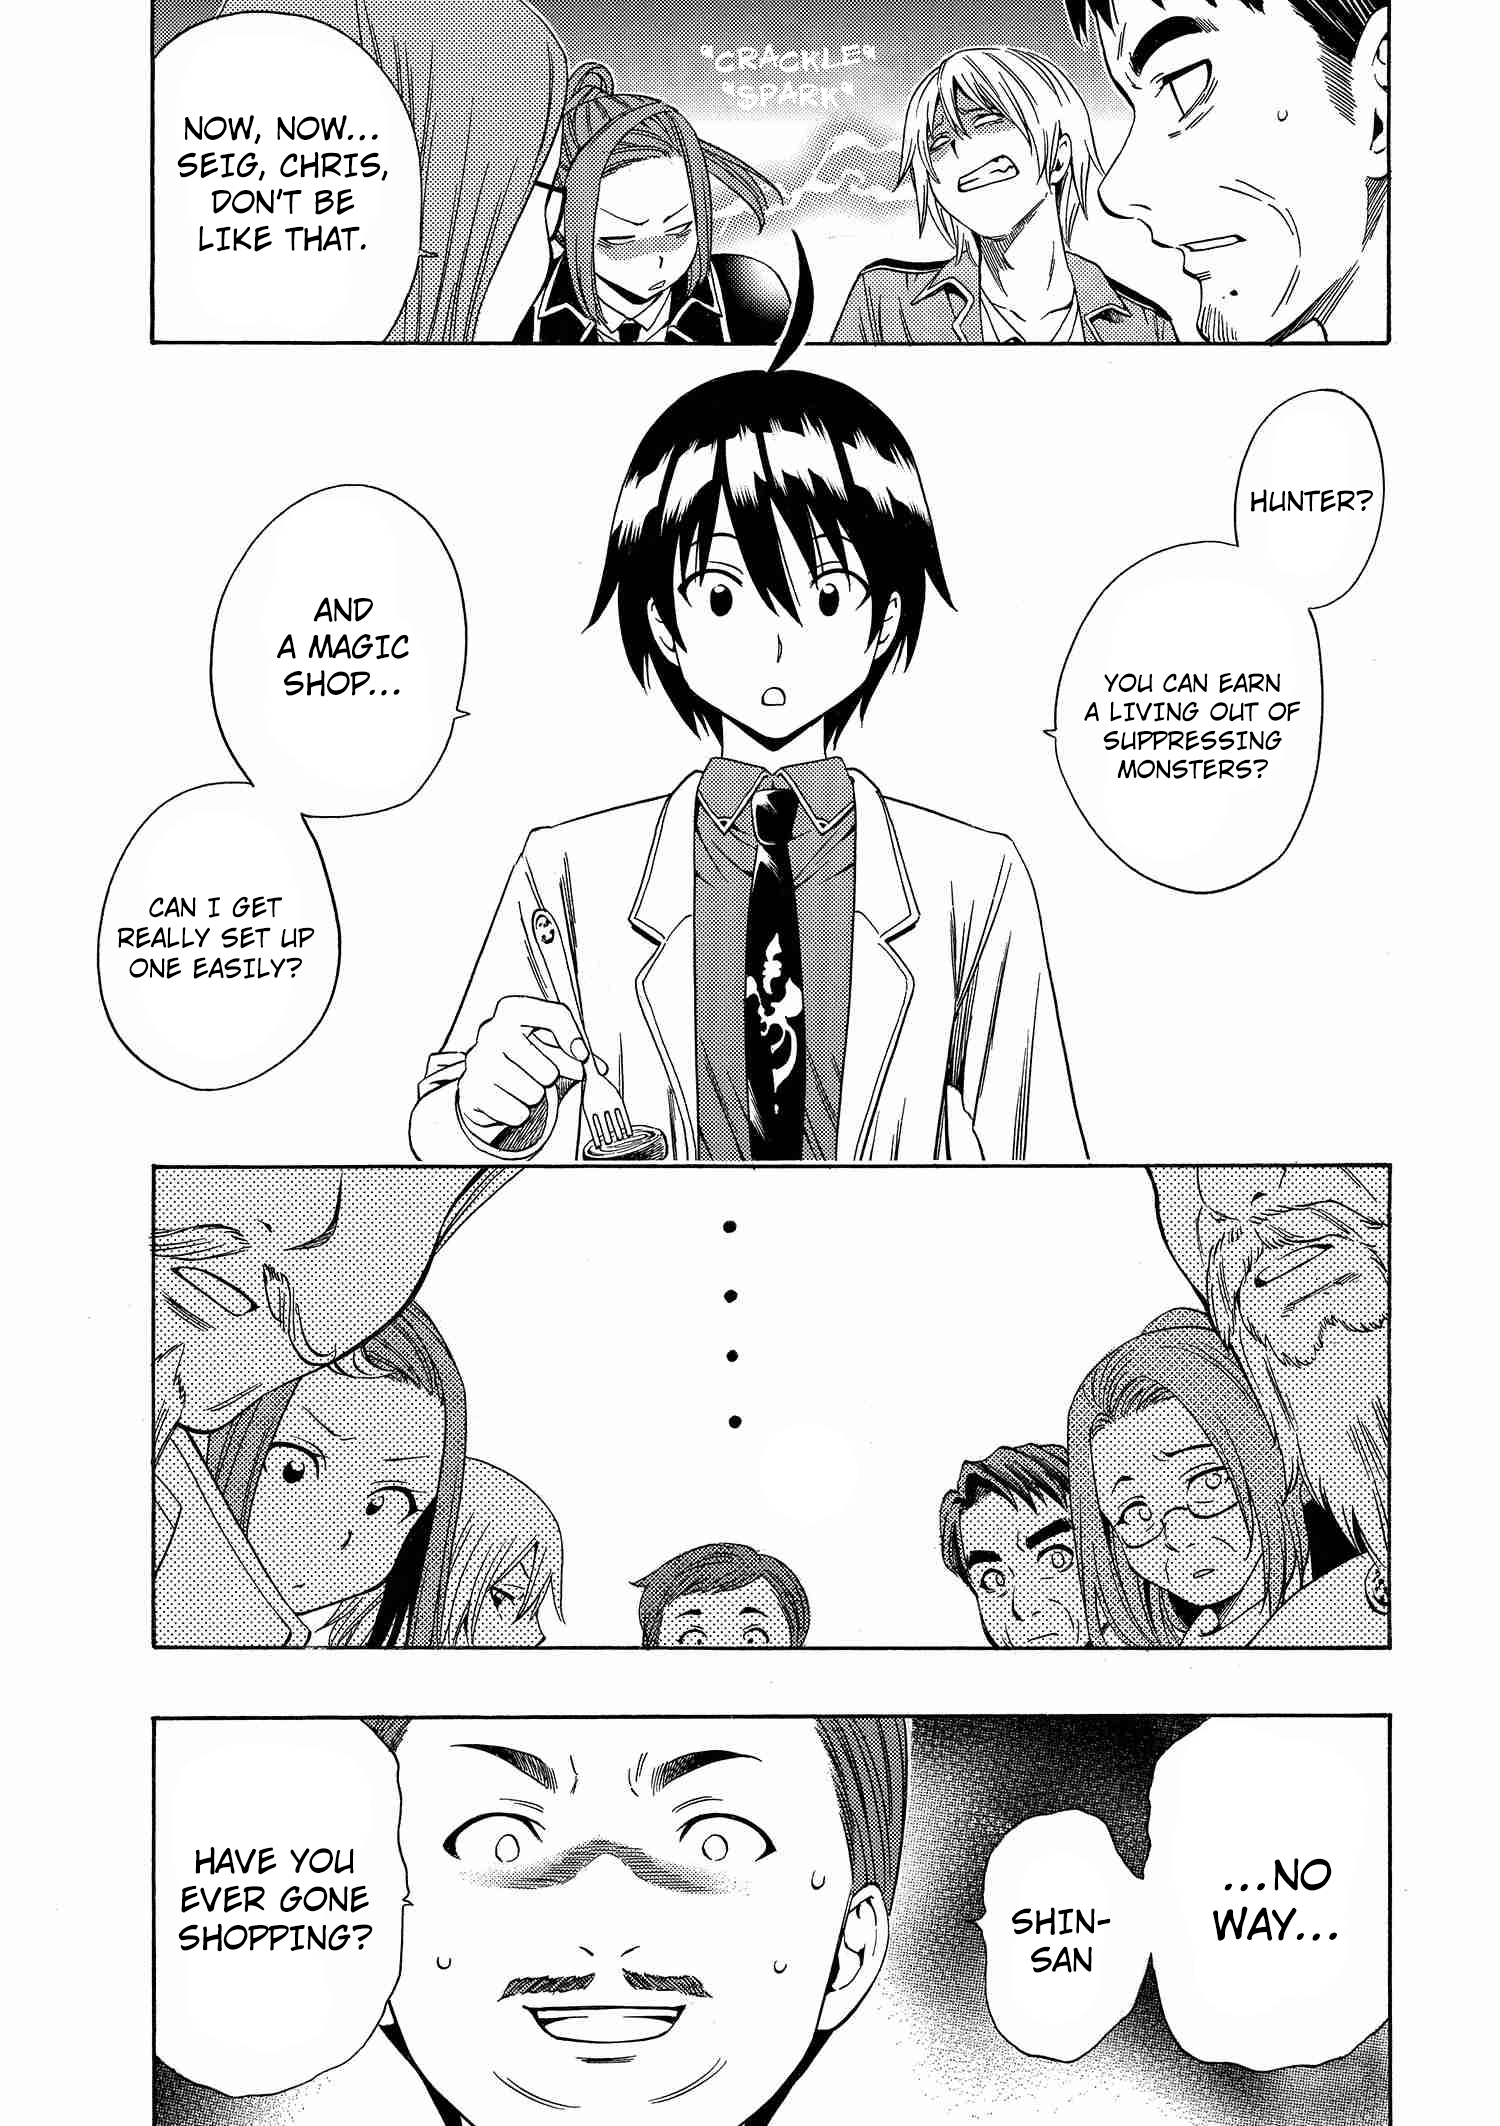 NOW, NOW...
SEIG, CHRIS,
DON'T BE
LIKE THAT.
*CRACKLE*
*SPARK*
HUNTER?
YOU CAN EARN
A LIVING OUT OF
SUPPRESSING
MONSTERS?
AND
A MAGIC
SHOP...
CAN I GET
REALLY SET UP
ONE EASILY?
...NO
WAY...
SHIN-
SAN
HAVE YOU
EVER GONE
SHOPPING?